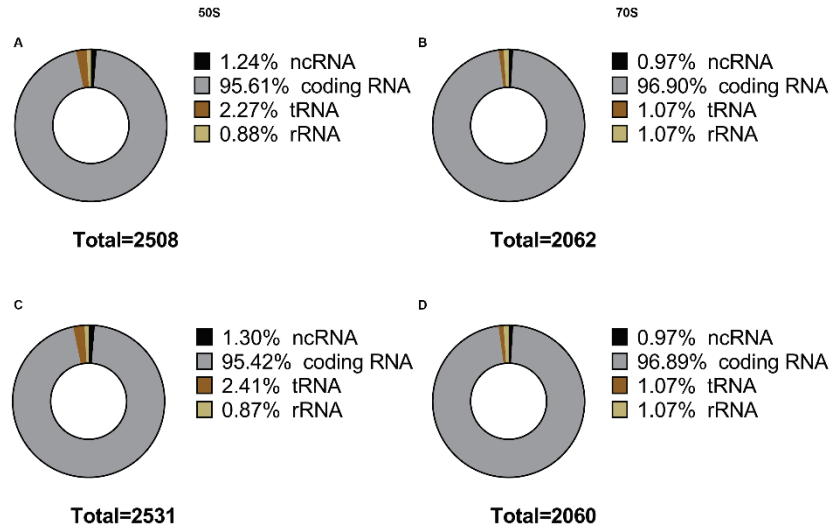 50S
70S
A
1.24% ncRNA
95.61% coding RNA
2.27% tRNA
0.88% rRNA
Total=2508
B
0.97% ncRNA
96.90% coding RNA
1.07% tRNA
1.07% rRNA
Total=2062
C
1.30% ncRNA
95.42% coding RNA
2.41% tRNA
0.87% rRNA
Total=2531
D
0.97% ncRNA
96.89% coding RNA
1.07% tRNA
1.07% rRNA
Total=2060